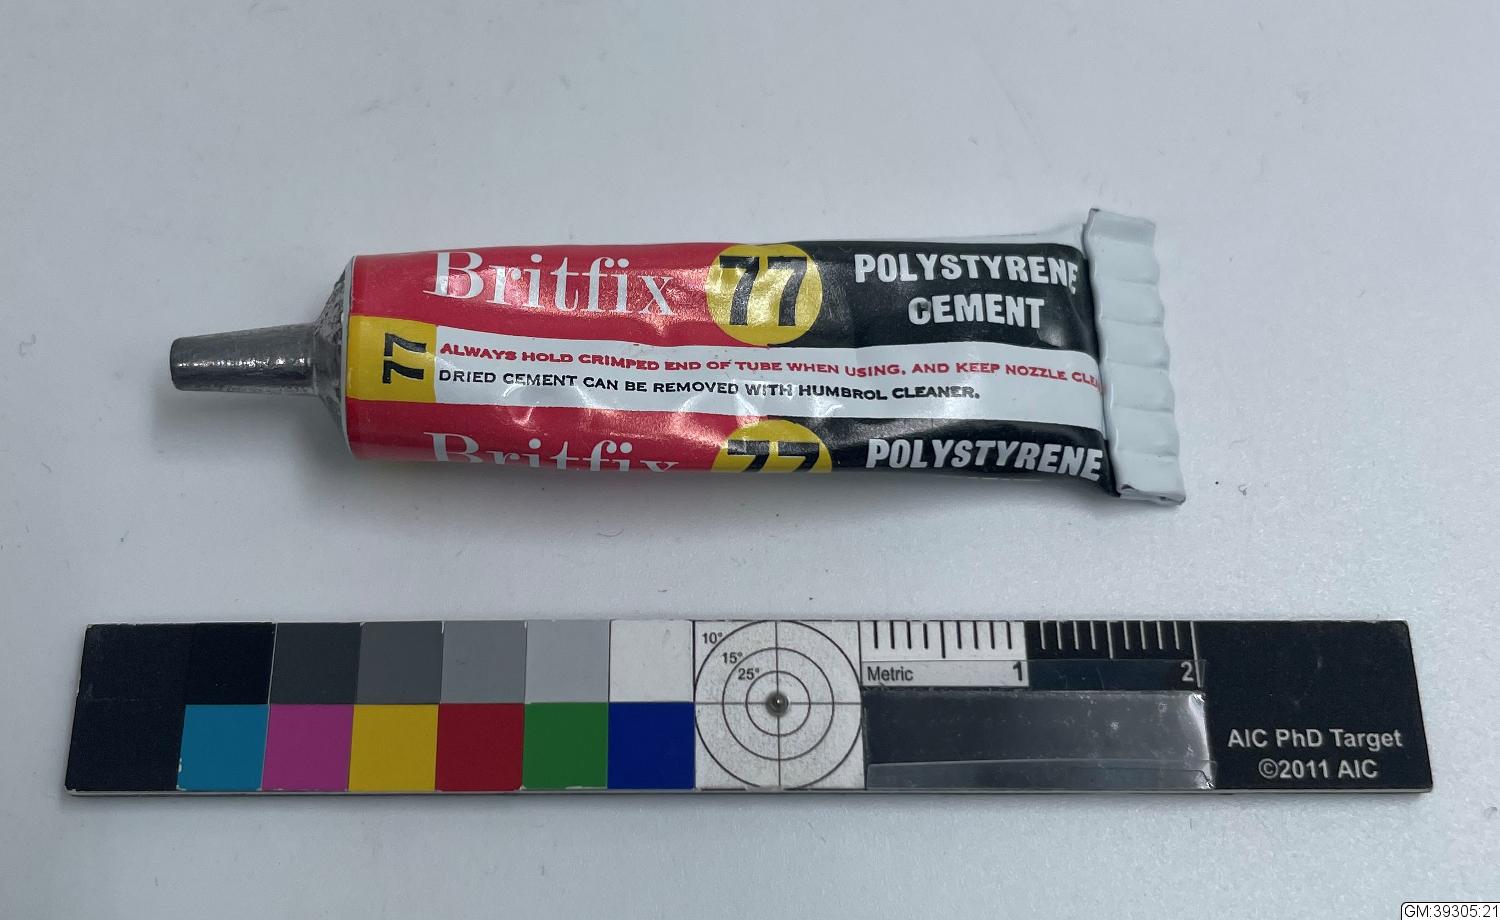 Britfix 77 POLYSTYRENE
CEMENT
77
ALWAYS HOLD CRIMPED END OF TUBE WHEN USING, AND KEEP NOZZLE
DRIED CEMENT CAN BE REMOVED WITH HUMBROL CLEANER.
Britfix 77 POLYSTYRENE
10°
15°
25°
Metric 1 2
AIC PhD Target
©2011 AIC
GM:39305:21